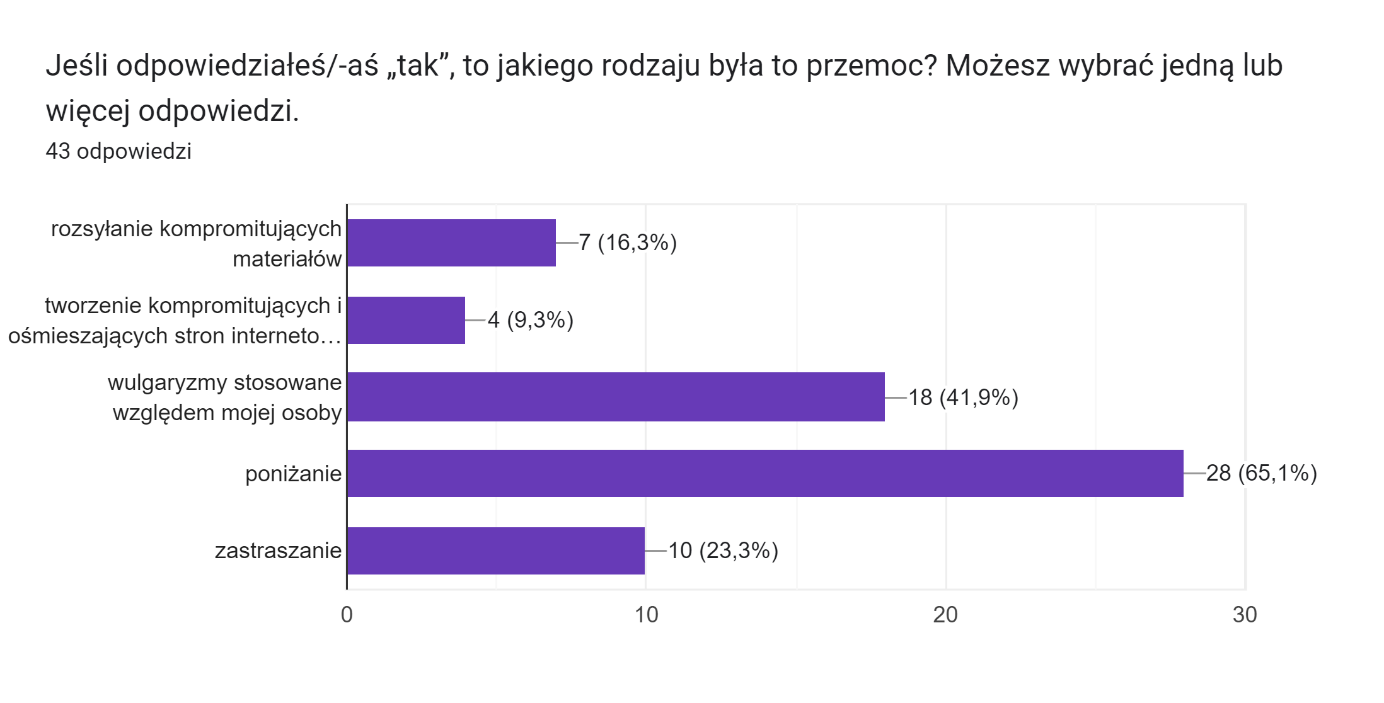 Jeśli odpowiedziałeś/-aś „tak”, to jakiego rodzaju była to przemoc? Możesz wybrać jedną lub
więcej odpowiedzi.
43 odpowiedzi
rozsyłanie kompromitujących
materiałów
7 (16,3%)
tworzenie kompromitujących i
ośmieszających stron interneto…
4 (9,3%)
wulgaryzmy stosowane
względem mojej osoby
18 (41,9%)
poniżanie
28 (65,1%)
zastraszanie
10 (23,3%)
0 10 20 30